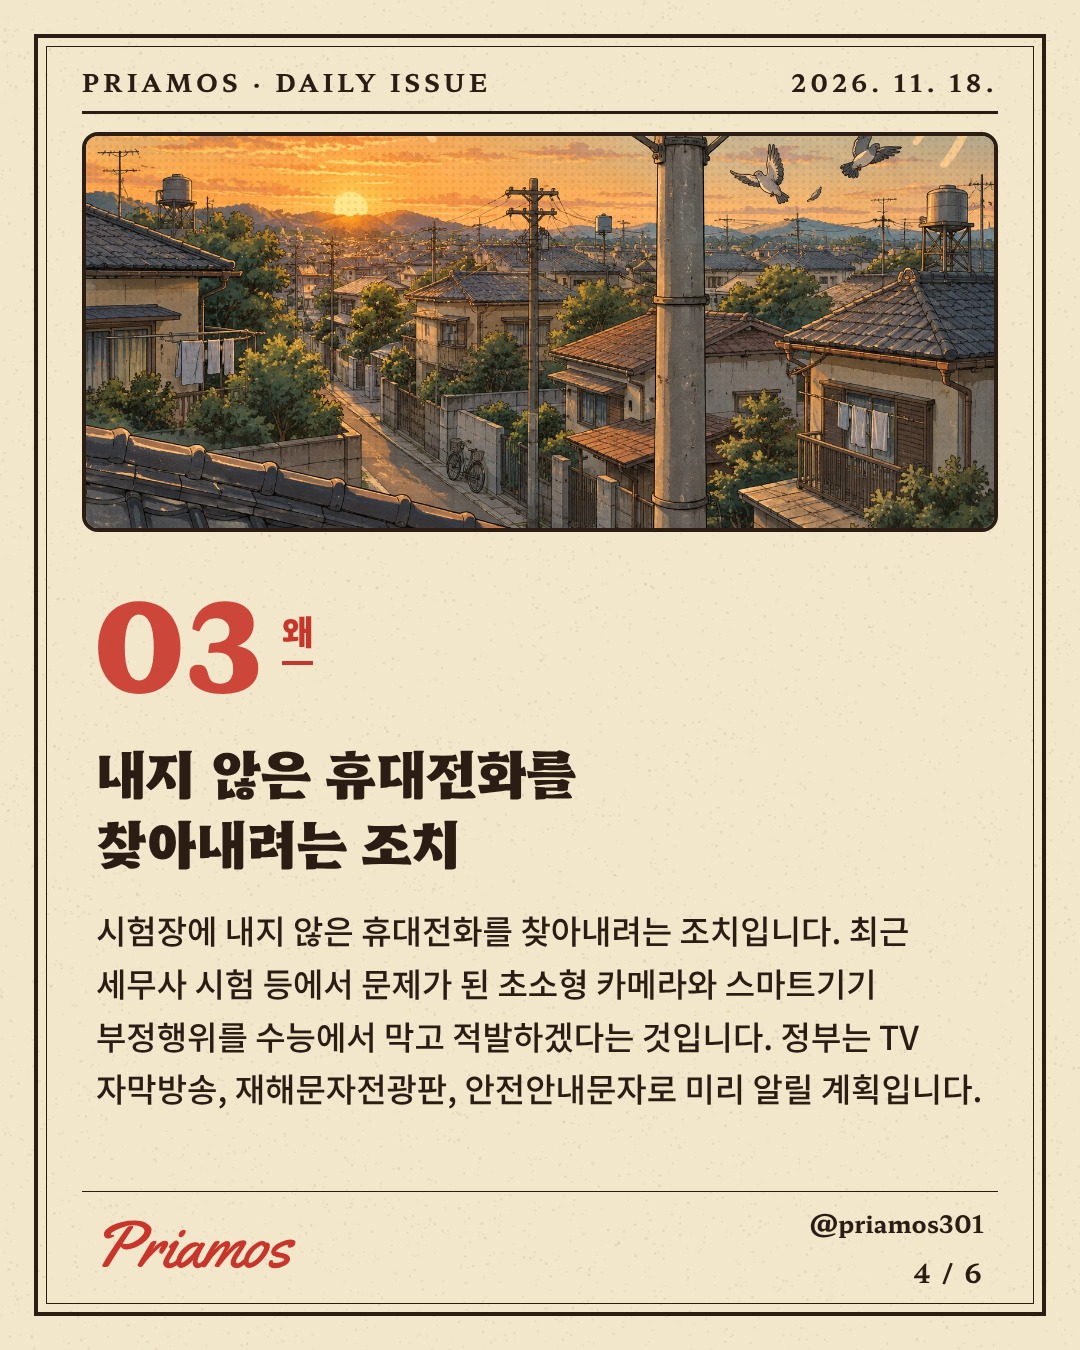 PRIAMOS · DAILY ISSUE
2026. 11. 18.
03 왜
내지 않은 휴대전화를
찾아내려는 조치
시험장에 내지 않은 휴대전화를 찾아내려는 조치입니다. 최근
세무사 시험 등에서 문제가 된 초소형 카메라와 스마트기기
부정행위를 수능에서 막고 적발하겠다는 것입니다. 정부는 TV
자막방송, 재해문자전광판, 안전안내문자로 미리 알릴 계획입니다.
Priamos
@priamos301
4 / 6